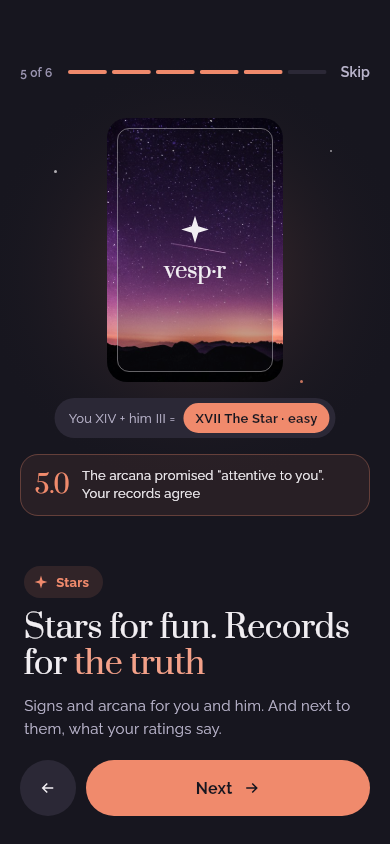 5 of 6
Skip
vesp·r
You XIV + him III =
XVII The Star · easy
5.0
The arcana promised "attentive to you".
Your records agree
Stars
Stars for fun. Records
for the truth
Signs and arcana for you and him. And next to
them, what your ratings say.
Next